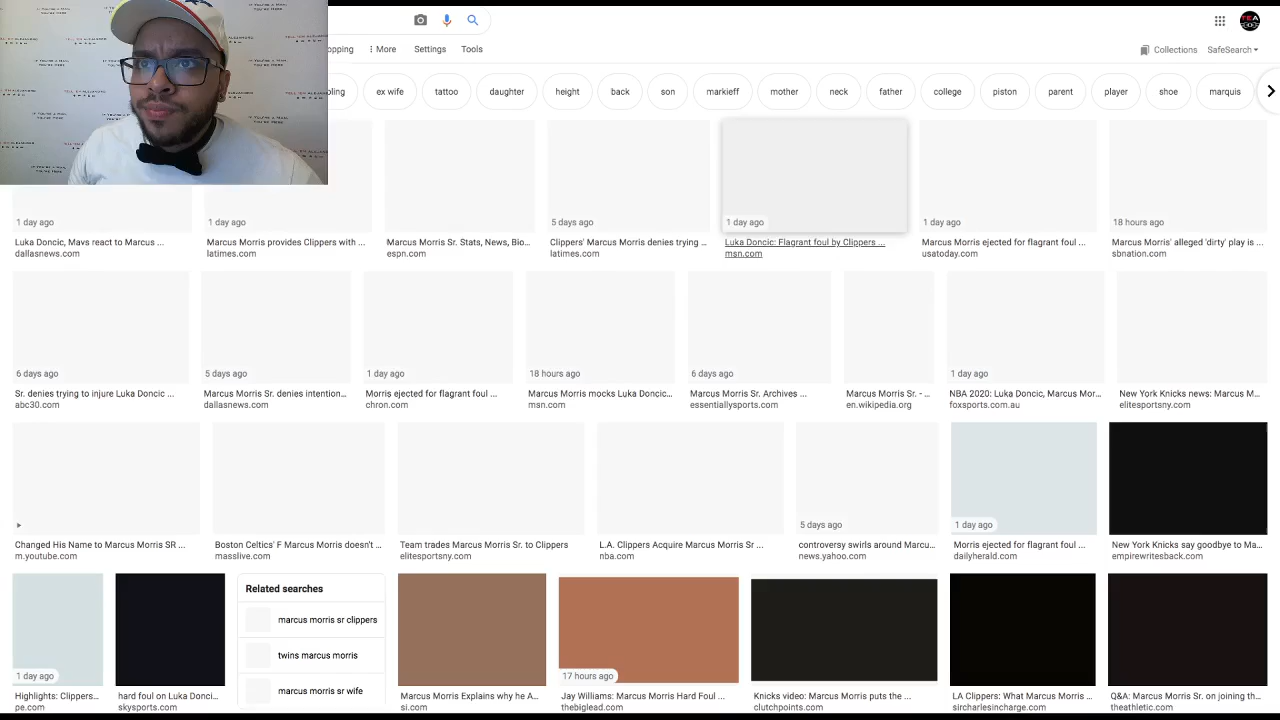 opping
More
Settings
Tools
TEA
Collections
SafeSearch
ling
ex wife
tattoo
daughter
height
back
son
markieff
mother
neck
father
college
piston
parent
player
shoe
marquis
1 day ago
1 day ago
5 days ago
1 day ago
1 day ago
18 hours ago
Luka Doncic, Mavs react to Marcus ...
dallasnews.com
Marcus Morris provides Clippers with ...
latimes.com
Marcus Morris Sr. Stats, News, Bio...
espn.com
Clippers' Marcus Morris denies trying ...
latimes.com
Luka Doncic: Flagrant foul by Clippers ...
msn.com
Marcus Morris ejected for flagrant foul ...
usatoday.com
Marcus Morris' alleged 'dirty' play is ...
sbnation.com
6 days ago
5 days ago
1 day ago
18 hours ago
6 days ago
1 day ago
Sr. denies trying to injure Luka Doncic ...
abc30.com
Marcus Morris Sr. denies intention...
dallasnews.com
Morris ejected for flagrant foul ...
chron.com
Marcus Morris mocks Luka Doncic...
msn.com
Marcus Morris Sr. Archives ...
essentiallysports.com
Marcus Morris Sr. - ...
en.wikipedia.org
NBA 2020: Luka Doncic, Marcus Mor...
foxsports.com.au
New York Knicks news: Marcus M...
elitesportsny.com
5 days ago
1 day ago
Changed His Name to Marcus Morris SR ...
m.youtube.com
Boston Celtics' F Marcus Morris doesn't ...
masslive.com
Team trades Marcus Morris Sr. to Clippers
elitesportsny.com
L.A. Clippers Acquire Marcus Morris Sr ...
nba.com
controversy swirls around Marcu...
news.yahoo.com
Morris ejected for flagrant foul ...
dailyherald.com
New York Knicks say goodbye to Ma...
empirewritesback.com
Related searches
marcus morris sr clippers
twins marcus morris
marcus morris sr wife
1 day ago
17 hours ago
Highlights: Clippers...
pe.com
hard foul on Luka Donci...
skysports.com
Marcus Morris Explains why he A...
si.com
Jay Williams: Marcus Morris Hard Foul ...
thebiglead.com
Knicks video: Marcus Morris puts the ...
clutchpoints.com
LA Clippers: What Marcus Morris ...
sircharlesincharge.com
Q&A: Marcus Morris Sr. on joining th...
theathletic.com